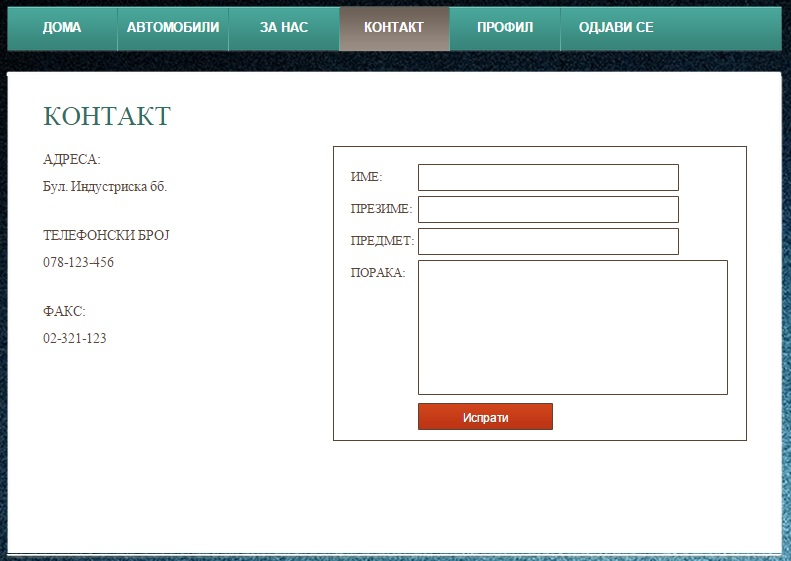 ДОМА АВТОМОБИЛИ ЗА НАС КОНТАКТ ПРОФИЛ ОДЈАВИ СЕ
КОНТАКТ
АДРЕСА:
Бул. Индустриска бб.
ТЕЛЕФОНСКИ БРОЈ
078-123-456
ФАКС:
02-321-123
ИМЕ:
ПРЕЗИМЕ:
ПРЕДМЕТ:
ПОРАКА:
Испрати